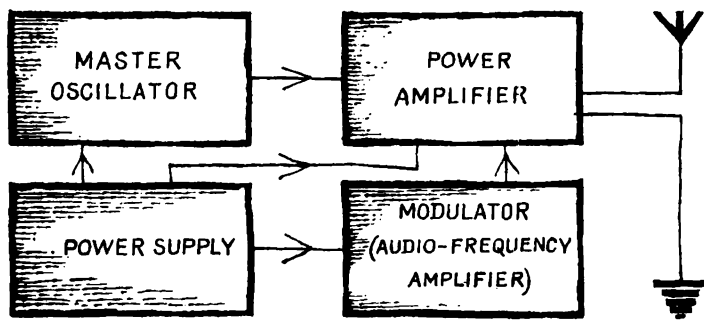 MASTER
OSCILLATOR
POWER
AMPLIFIER
POWER SUPPLY
MODULATOR
(AUDIO-FREQUENCY
AMPLIFIER)